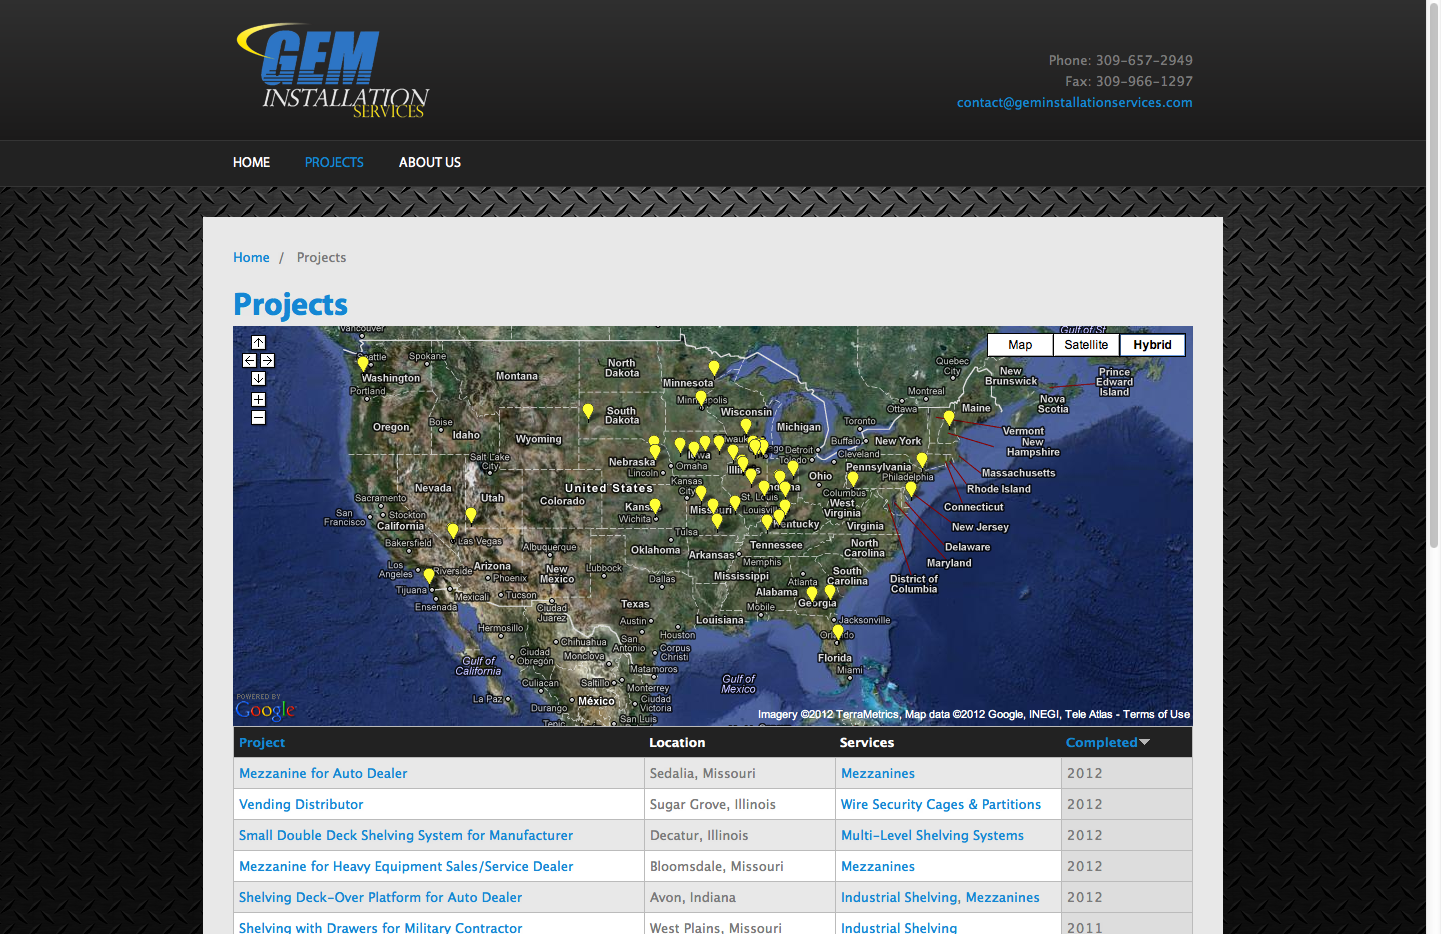 GEM
INSTALLATION
SERVICES
Phone: 309-657-2949
Fax: 309-966-1297
contact@geminstallationservices.com
HOME PROJECTS ABOUT US
Home / Projects
Projects
Map Satellite Hybrid
Vancouver
Gulf of St
Seattle
Spokane
Washington
Portland
Montana
North
Dakota
Minnesota
Minneapolis
Quebec
City
Montreal
Ottawa
New
Brunswick
Prince
Edward
Island
Nova
Scotia
Maine
Oregon
Boise
Idaho
Wyoming
South
Dakota
Wisconsin
Michigan
Toronto
Buffalo
New York
Vermont
New
Hampshire
Salt Lake
City
Nebraska
Lincoln
Omaha
Iowa
Detroit
Toledo
Cleveland
Pennsylvania
Philadelphia
Massachusetts
Rhode Island
Connecticut
Nevada
Utah
United States
Colorado
Kansas
City
Ohio
Columbus
West
Virginia
New Jersey
Sacramento
San
Francisco
Stockton
California
Wichita
Missouri
St. Louis
Louisville
Kentucky
Virginia
Delaware
Maryland
Bakersfield
Las Vegas
Tulsa
Albuquerque
Oklahoma
Arkansas
Tennessee
Memphis
North
Carolina
District of
Columbia
Los
Angeles
Riverside
Arizona
Phoenix
New
Mexico
Lubbock
Dallas
Mississippi
Atlanta
South
Carolina
Tijuana
Mexicali
Tucson
Ensenada
Ciudad
Juarez
Texas
Alabama
Georgia
Mobile
Louisiana
Austin
Jacksonville
Hermosillo
Chihuahua
San
Antonio
Houston
Orlando
Gulf of
California
Ciudad
Obregón
Monclova
Corpus
Christi
Florida
Matamoros
Miami
Culiacan
Saltillo
Monterrey
Gulf of
Mexico
La Paz
Durango
México
Ciudad
Victoria
San Luis
POWERED BY
Google
Imagery ©2012 TerraMetrics, Map data ©2012 Google, INEGI, Tele Atlas - Terms of Use
Project Location Services Completed
Mezzanine for Auto Dealer Sedalia, Missouri Mezzanines 2012
Vending Distributor Sugar Grove, Illinois Wire Security Cages & Partitions 2012
Small Double Deck Shelving System for Manufacturer Decatur, Illinois Multi-Level Shelving Systems 2012
Mezzanine for Heavy Equipment Sales/Service Dealer Bloomsdale, Missouri Mezzanines 2012
Shelving Deck-Over Platform for Auto Dealer Avon, Indiana Industrial Shelving, Mezzanines 2012
Shelving with Drawers for Military Contractor West Plains, Missouri Industrial Shelving 2011